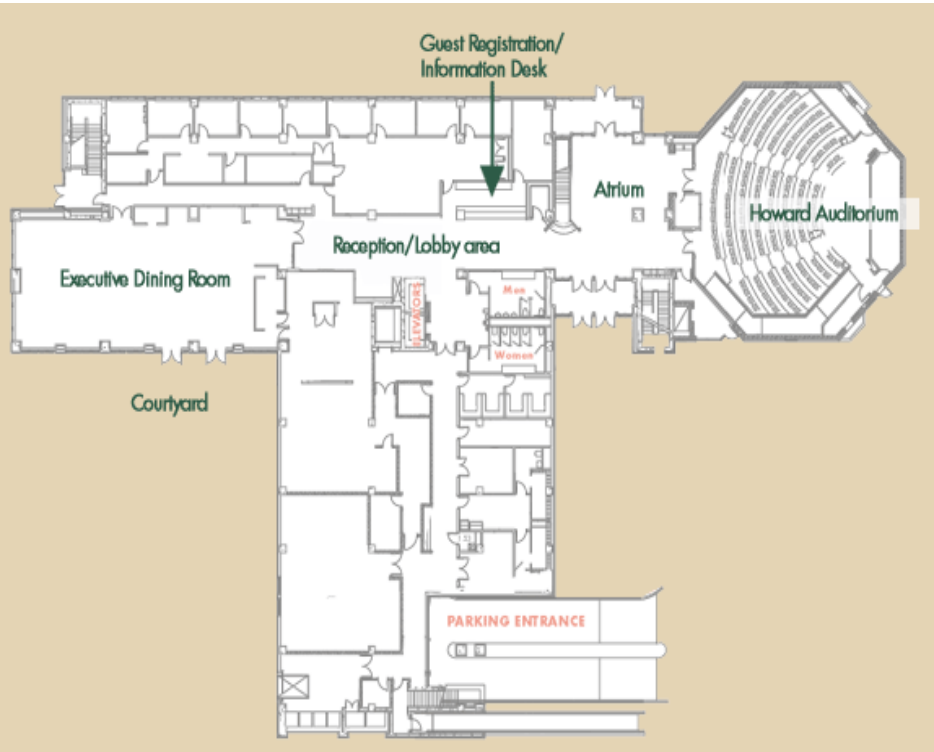 Guest Registration/
Information Desk
Atrium
Howard Auditorium
Reception/Lobby area
Executive Dining Room
ELEVATORS
Men
Women
Courtyard
PARKING ENTRANCE